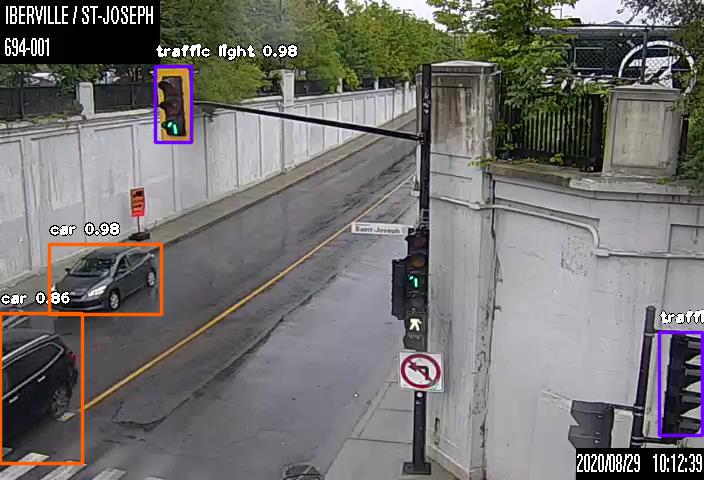 IBERVILLE / ST-JOSEPH
694-001
traffic light 0.98
car 0.98
Saint-Joseph
car 0.86
traffi
2020/08/29 10:12:39